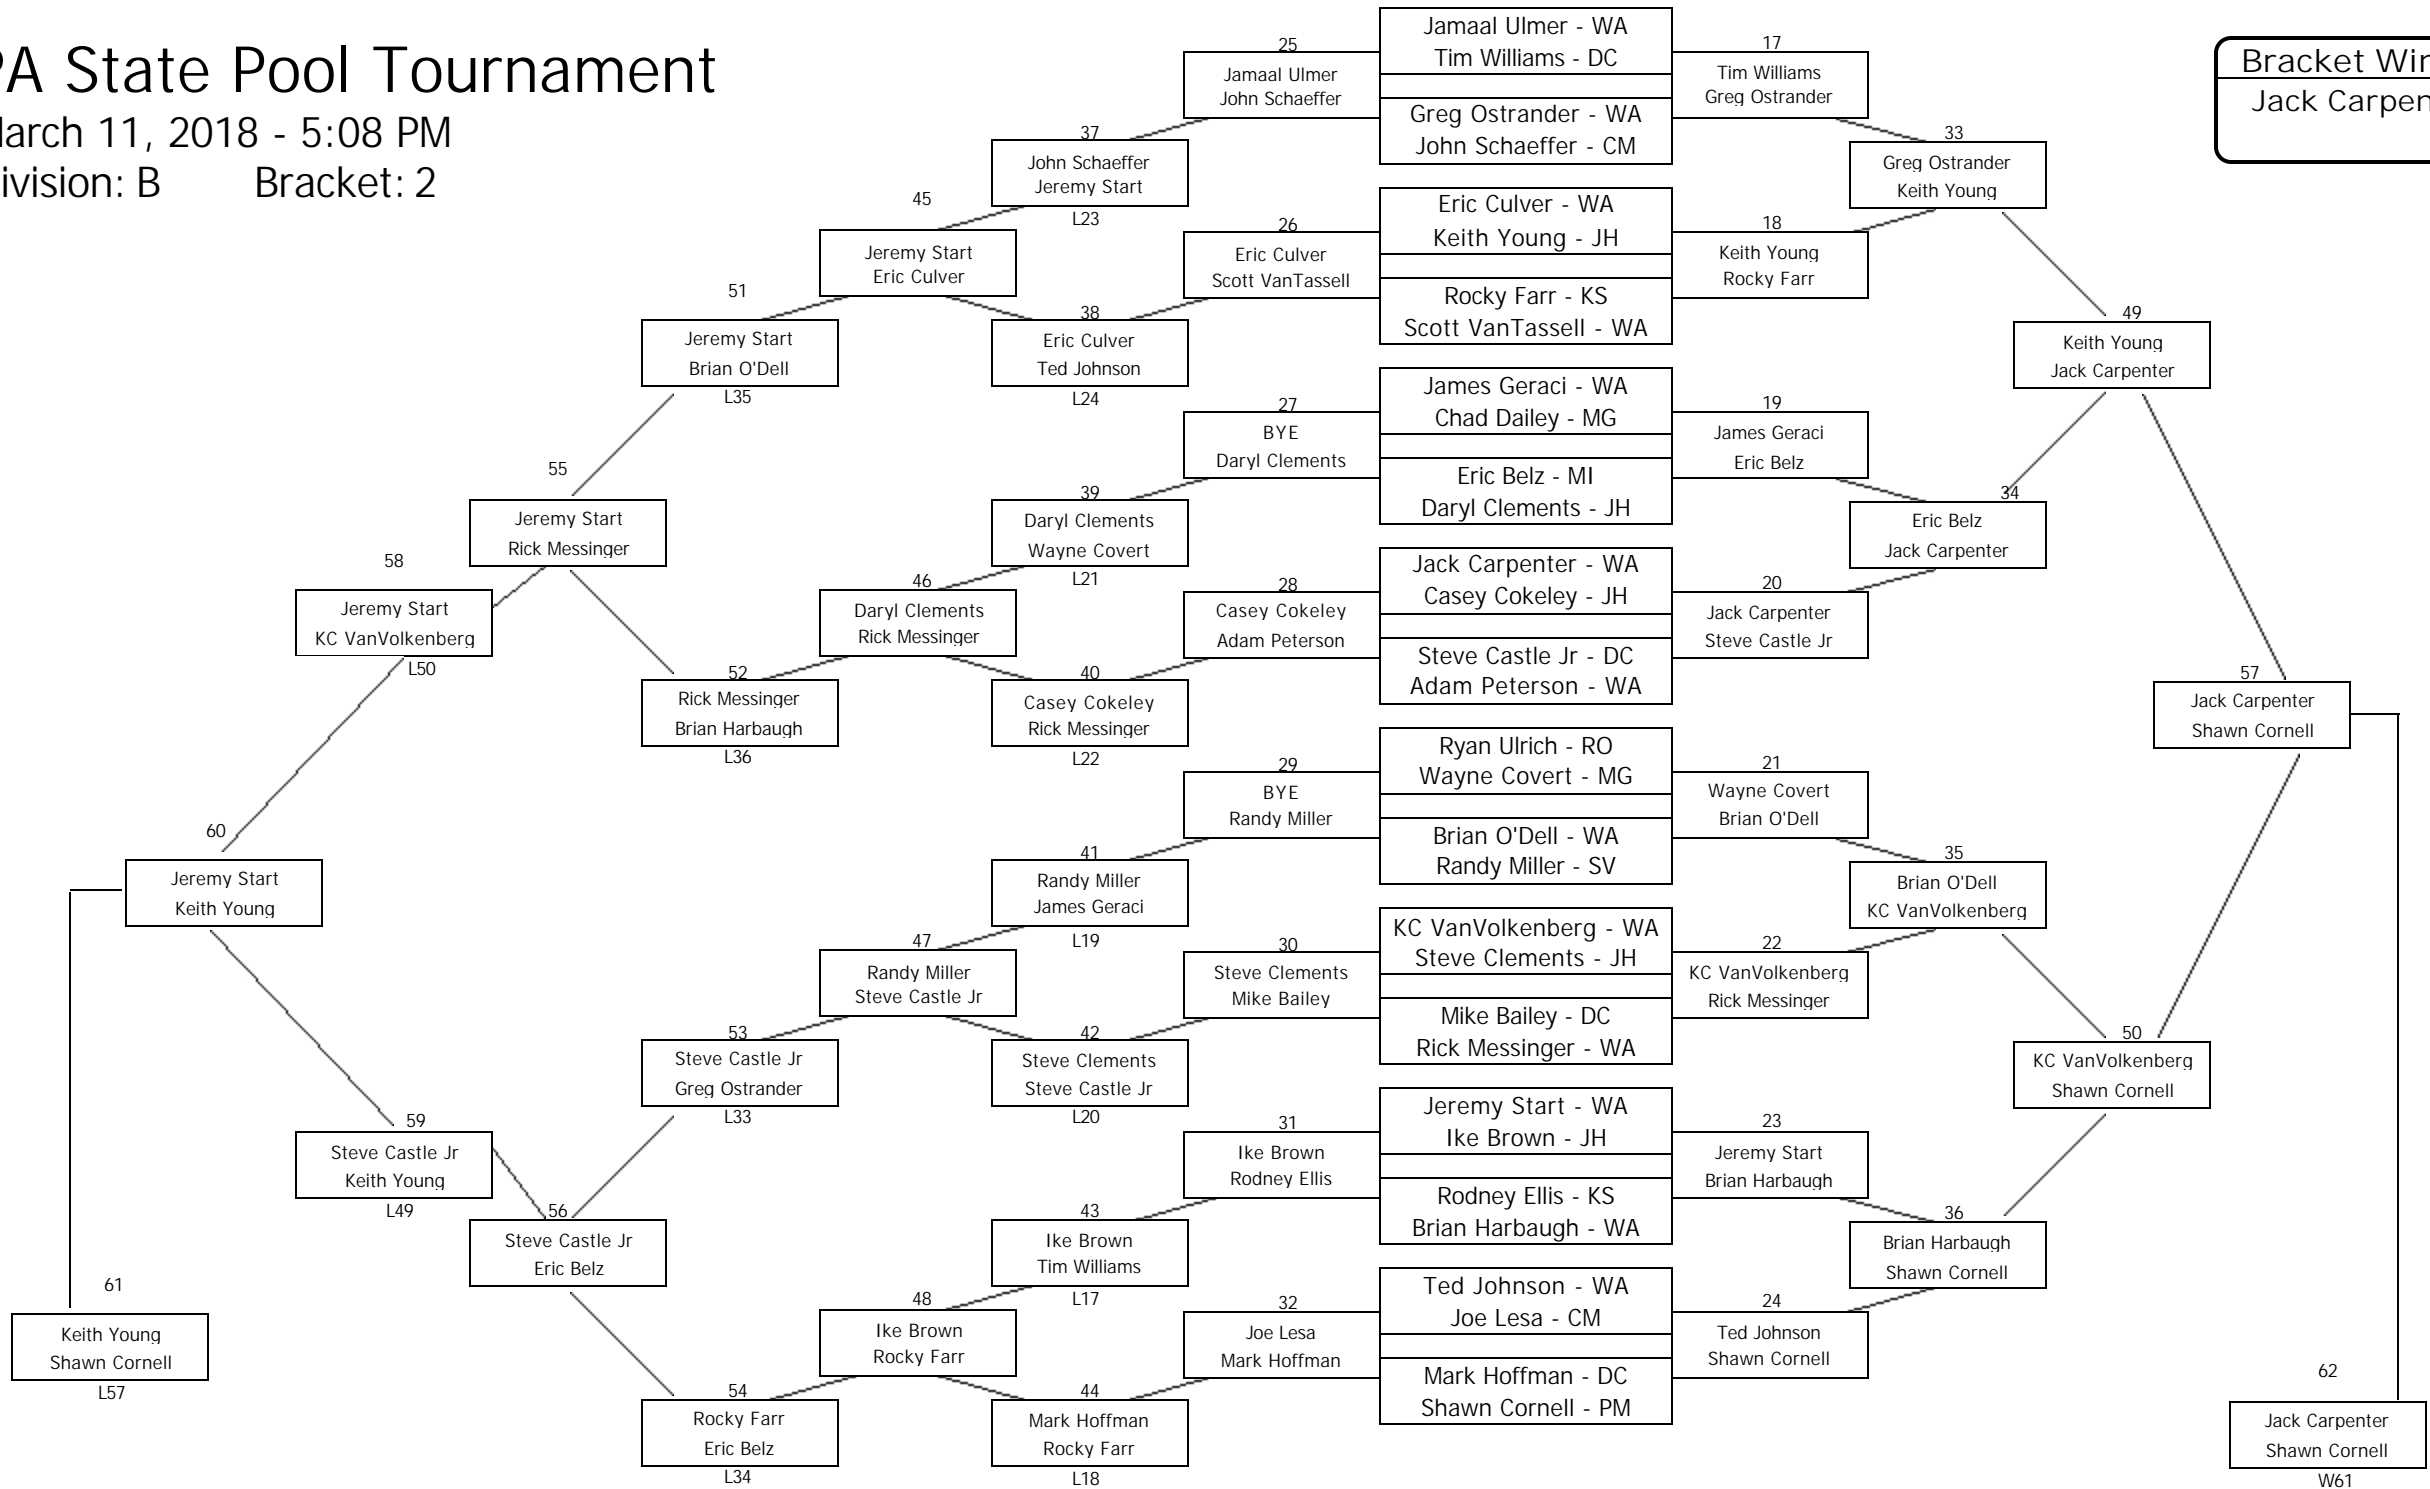 PA State Pool Tournament
March 11, 2018 - 5:08 PM
Division: B Bracket: 2
Jack Carpen
61
Keith Young
Shawn Cornell
L57
60
Jeremy Start
Keith Young
58
Jeremy Start
KC VanVolkenberg
L50
59
Steve Castle Jr
Keith Young
L49
55
Jeremy Start
Rick Messinger
56
Steve Castle Jr
Eric Belz
51
Jeremy Start
Brian O'Dell
L35
52
Rick Messinger
Brian Harbaugh
L36
53
Steve Castle Jr
Greg Ostrander
L33
54
Rocky Farr
Eric Belz
L34
45
Jeremy Start
Eric Culver
46
Daryl Clements
Rick Messinger
47
Randy Miller
Steve Castle Jr
48
Ike Brown
Rocky Farr
37
John Schaeffer
Jeremy Start
L23
38
Eric Culver
Ted Johnson
L24
39
Daryl Clements
Wayne Covert
L21
40
Casey Cokeley
Rick Messinger
L22
41
Randy Miller
James Geraci
L19
42
Steve Clements
Steve Castle Jr
L20
43
Ike Brown
Tim Williams
L17
44
Mark Hoffman
Rocky Farr
L18
25
Jamaal Ulmer
John Schaeffer
26
Eric Culver
Scott VanTassell
27
BYE
Daryl Clements
28
Casey Cokeley
Adam Peterson
29
BYE
Randy Miller
30
Steve Clements
Mike Bailey
31
Ike Brown
Rodney Ellis
32
Joe Lesa
Mark Hoffman
Jamaal Ulmer - WA
Tim Williams - DC
Greg Ostrander - WA
John Schaeffer - CM
Eric Culver - WA
Keith Young - JH
Rocky Farr - KS
Scott VanTassell - WA
James Geraci - WA
Chad Dailey - MG
Eric Belz - MI
Daryl Clements - JH
Jack Carpenter - WA
Casey Cokeley - JH
Steve Castle Jr - DC
Adam Peterson - WA
Ryan Ulrich - RO
Wayne Covert - MG
Brian O'Dell - WA
Randy Miller - SV
KC VanVolkenberg - WA
Steve Clements - JH
Mike Bailey - DC
Rick Messinger - WA
Jeremy Start - WA
Ike Brown - JH
Rodney Ellis - KS
Brian Harbaugh - WA
Ted Johnson - WA
Joe Lesa - CM
Mark Hoffman - DC
Shawn Cornell - PM
17
Tim Williams
Greg Ostrander
18
Keith Young
Rocky Farr
19
James Geraci
Eric Belz
20
Jack Carpenter
Steve Castle Jr
21
Wayne Covert
Brian O'Dell
22
KC VanVolkenberg
Rick Messinger
23
Jeremy Start
Brian Harbaugh
24
Ted Johnson
Shawn Cornell
33
Greg Ostrander
Keith Young
34
Eric Belz
Jack Carpenter
35
Brian O'Dell
KC VanVolkenberg
36
Brian Harbaugh
Shawn Cornell
49
Keith Young
Jack Carpenter
50
KC VanVolkenberg
Shawn Cornell
57
Jack Carpenter
Shawn Cornell
62
Jack Carpenter
Shawn Cornell
W61
Bracket Win